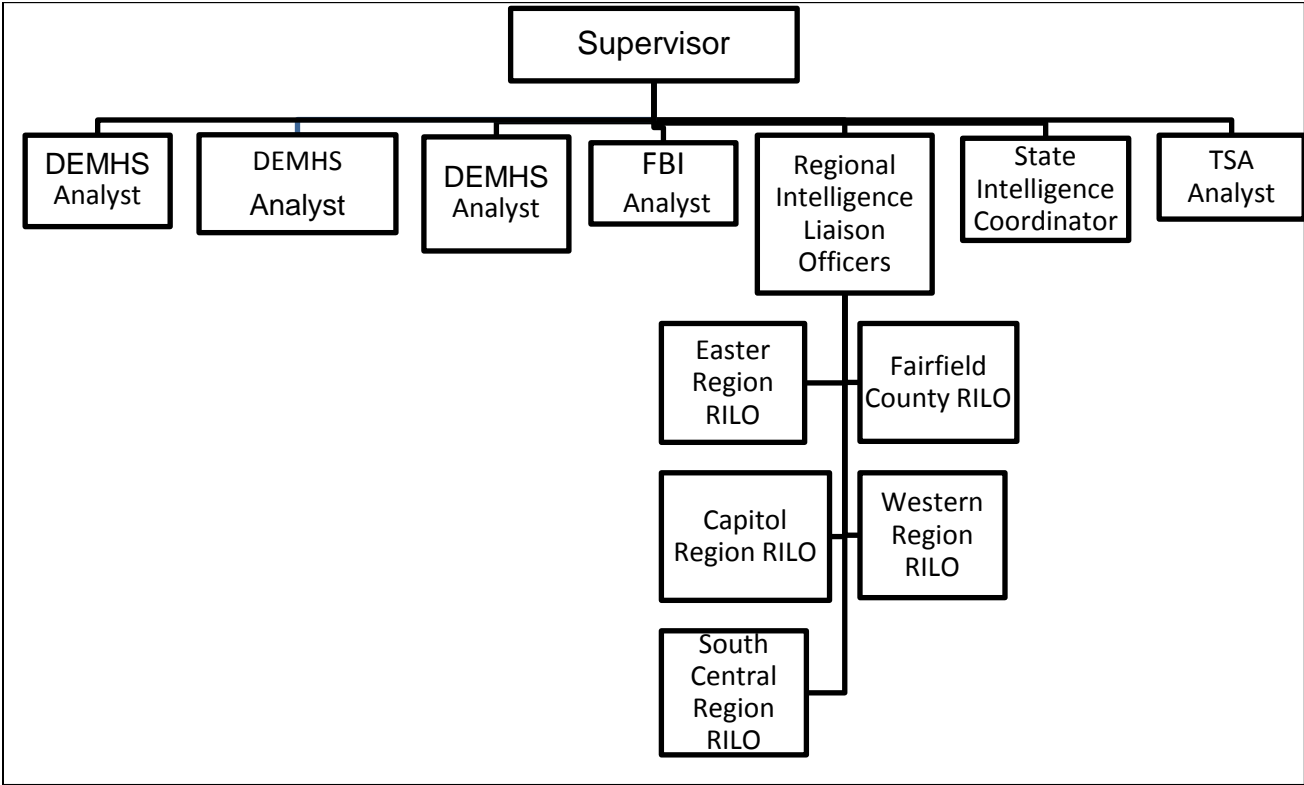 Supervisor
DEMHS
Analyst
DEMHS
Analyst
DEMHS
Analyst
FBI
Analyst
Regional
Intelligence
Liaison
Officers
State
Intelligence
Coordinator
TSA
Analyst
Easter
Region
RILO
Fairfield
County RILO
Capitol
Region RILO
Western
Region
RILO
South
Central
Region
RILO